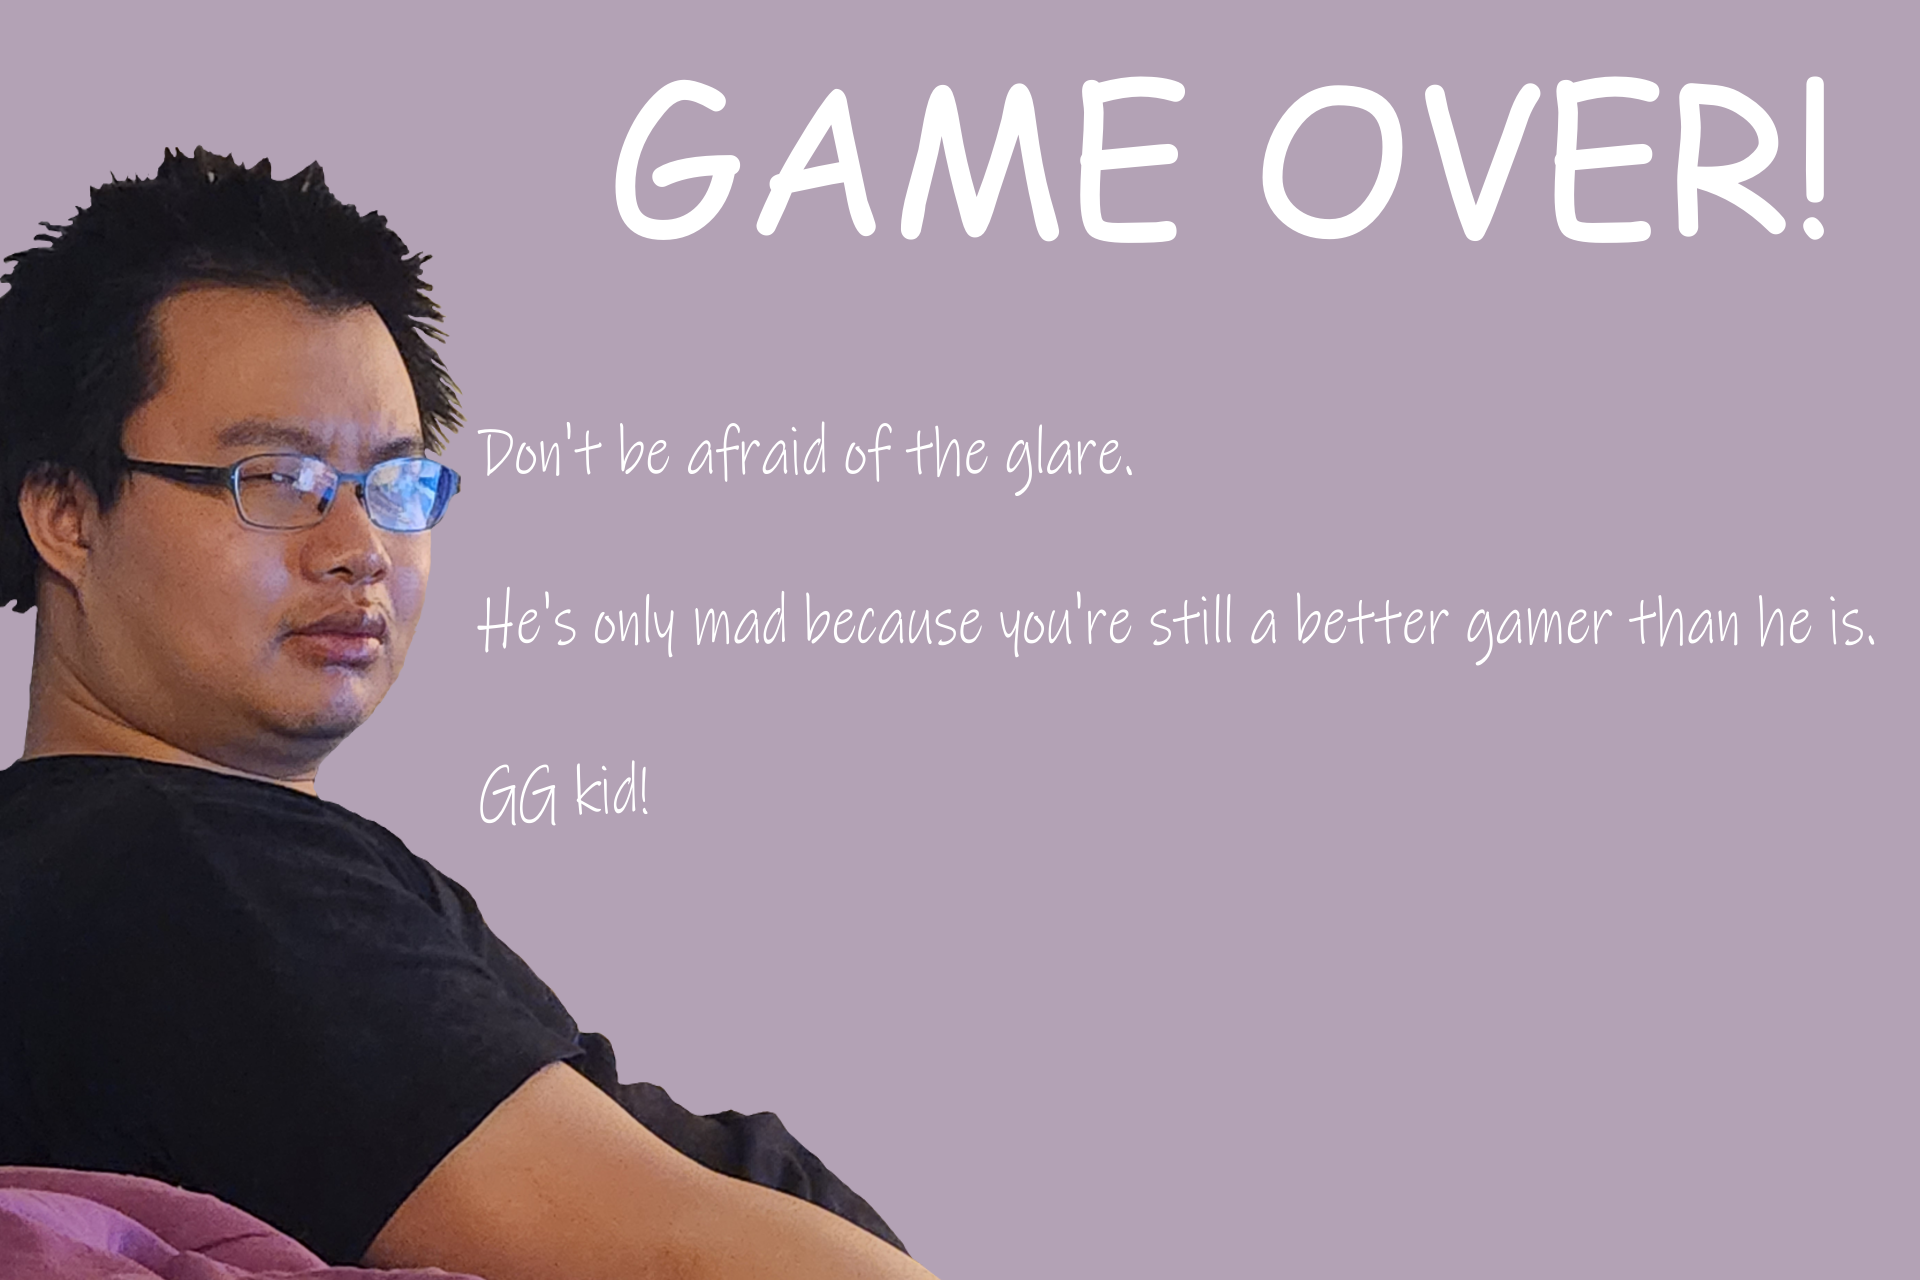 GAME OVER!
Don't be afraid of the glare.
He's only mad because you're still a better gamer than he is.
GG kid!